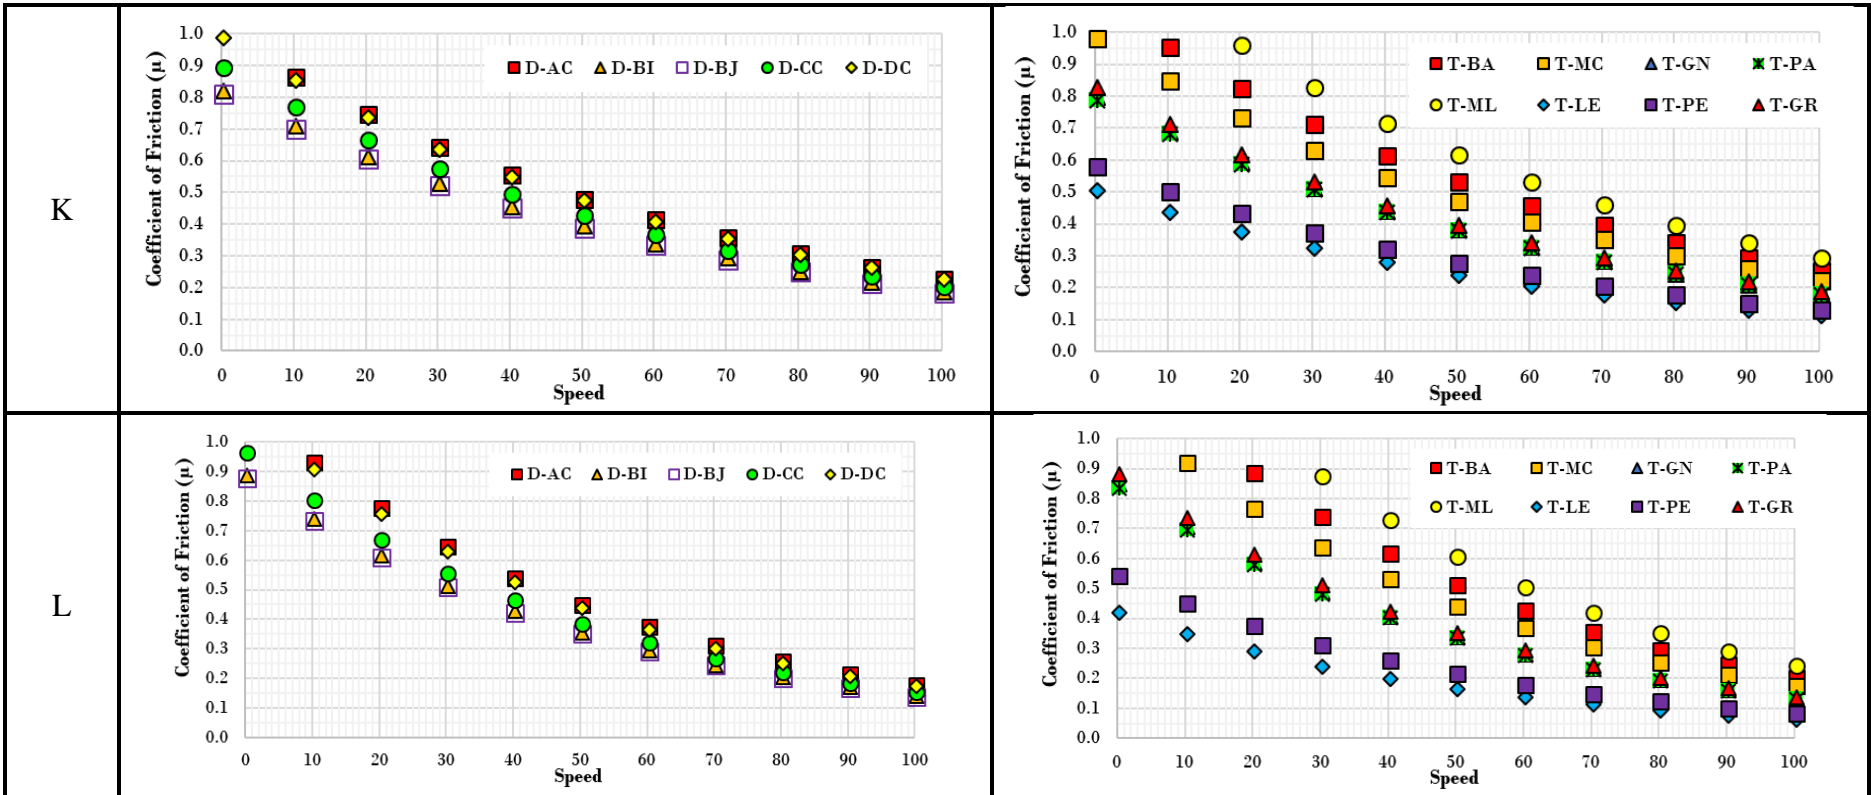 K
Coefficient of Friction (μ)
1.0
0.9
0.8
0.7
0.6
0.5
0.4
0.3
0.2
0.1
0.0
D-AC D-BI D-BJ D-CC D-DC
0 10 20 30 40 50 60 70 80 90 100
Speed
Coefficient of Friction (μ)
1.0
0.9
0.8
0.7
0.6
0.5
0.4
0.3
0.2
0.1
0.0
T-BA T-MC T-GN T-PA
T-ML T-LE T-PE T-GR
0 10 20 30 40 50 60 70 80 90 100
Speed
L
Coefficient of Friction (μ)
1.0
0.9
0.8
0.7
0.6
0.5
0.4
0.3
0.2
0.1
0.0
D-AC D-BI D-BJ D-CC D-DC
0 10 20 30 40 50 60 70 80 90 100
Speed
Coefficient of Friction (μ)
1.0
0.9
0.8
0.7
0.6
0.5
0.4
0.3
0.2
0.1
0.0
T-BA T-MC T-GN T-PA
T-ML T-LE T-PE T-GR
0 10 20 30 40 50 60 70 80 90 100
Speed